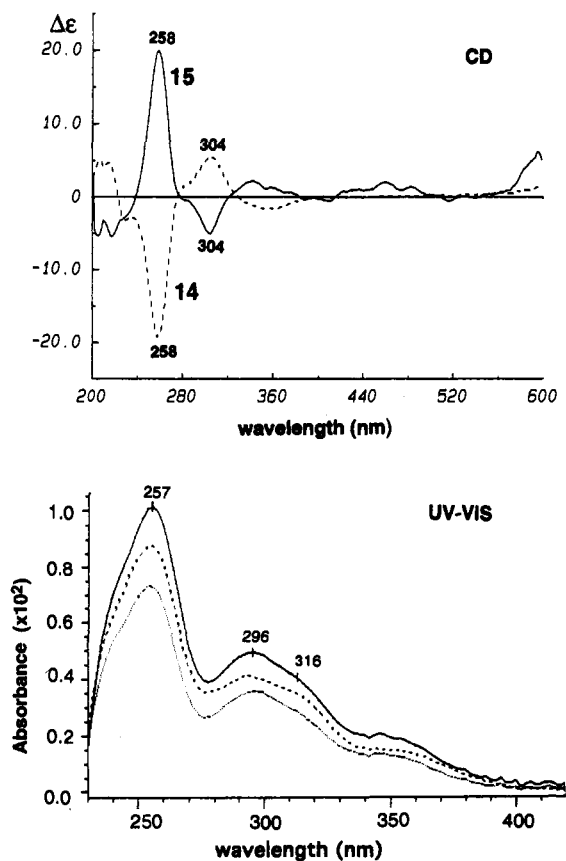 Δε
258
CD
20.0
15
10.0
304
0
304
-10.0
14
-20.0
258
200 280 360 440 520 600
wavelength (nm)
257
UV-VIS
1.0
0.8
296
316
0.6
0.4
0.2
0.0
Absorbance (x10²)
250 300 350 400
wavelength (nm)